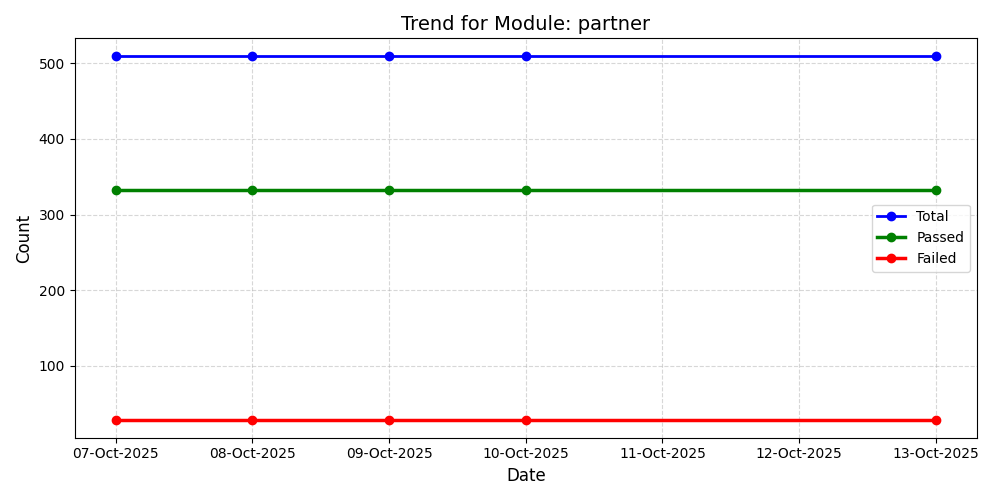 Trend for Module: partner
500
400
300
200
100
Count
Total
Passed
Failed
07-Oct-2025 08-Oct-2025 09-Oct-2025 10-Oct-2025 11-Oct-2025 12-Oct-2025 13-Oct-2025
Date